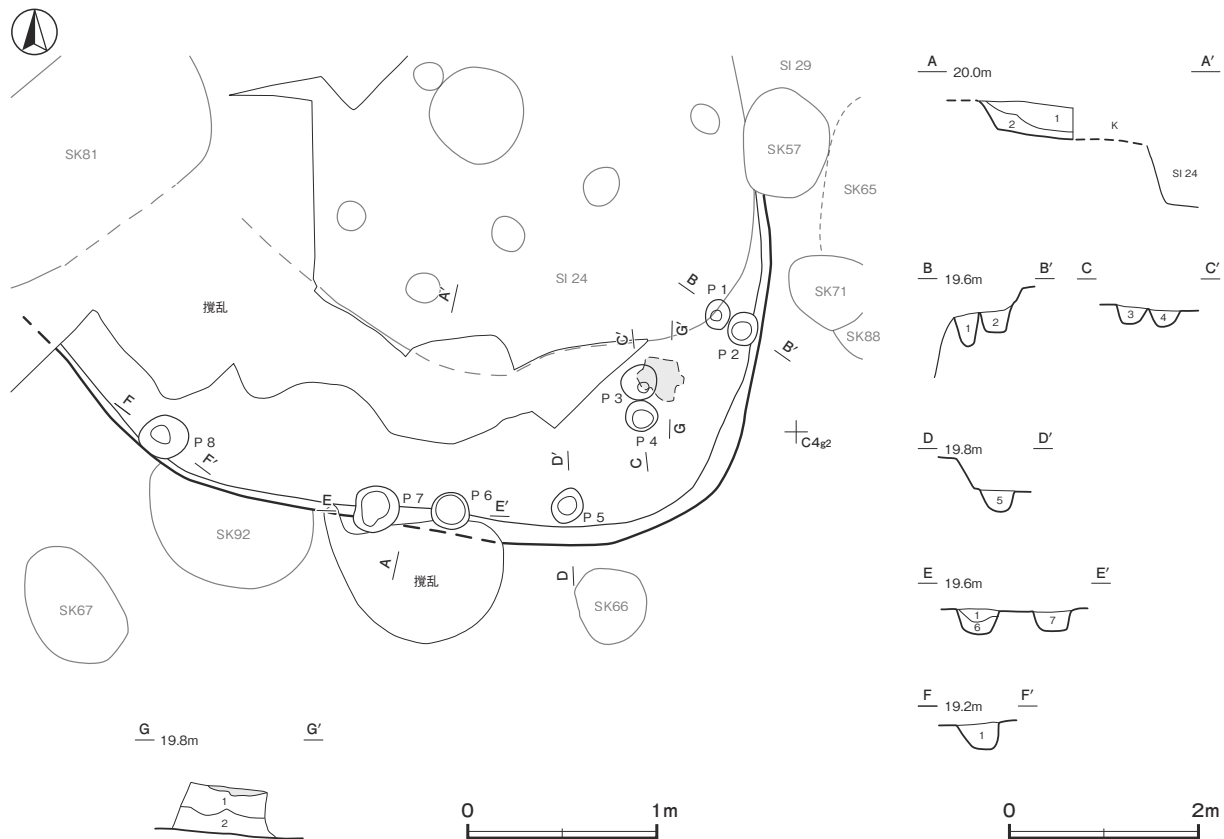 SI 29
SK81
SK57
SK65
SI 24
A′
撹乱
B
P 1
C′
G′
SK71
P 2
B′
SK88
P 3
P 4
G
C
C4g2
F
P 8
F′
D′
E
P 7
P 6
E′
P 5
SK92
A
撹乱
D
SK67
SK66
A 20.0m A′
1
2
K
SI 24
B 19.6m B′
1
2
C C′
3
4
D 19.8m D′
5
E 19.6m E′
1
6
7
F 19.2m F′
1
G 19.8m G′
1
2
0 1m
0 2m